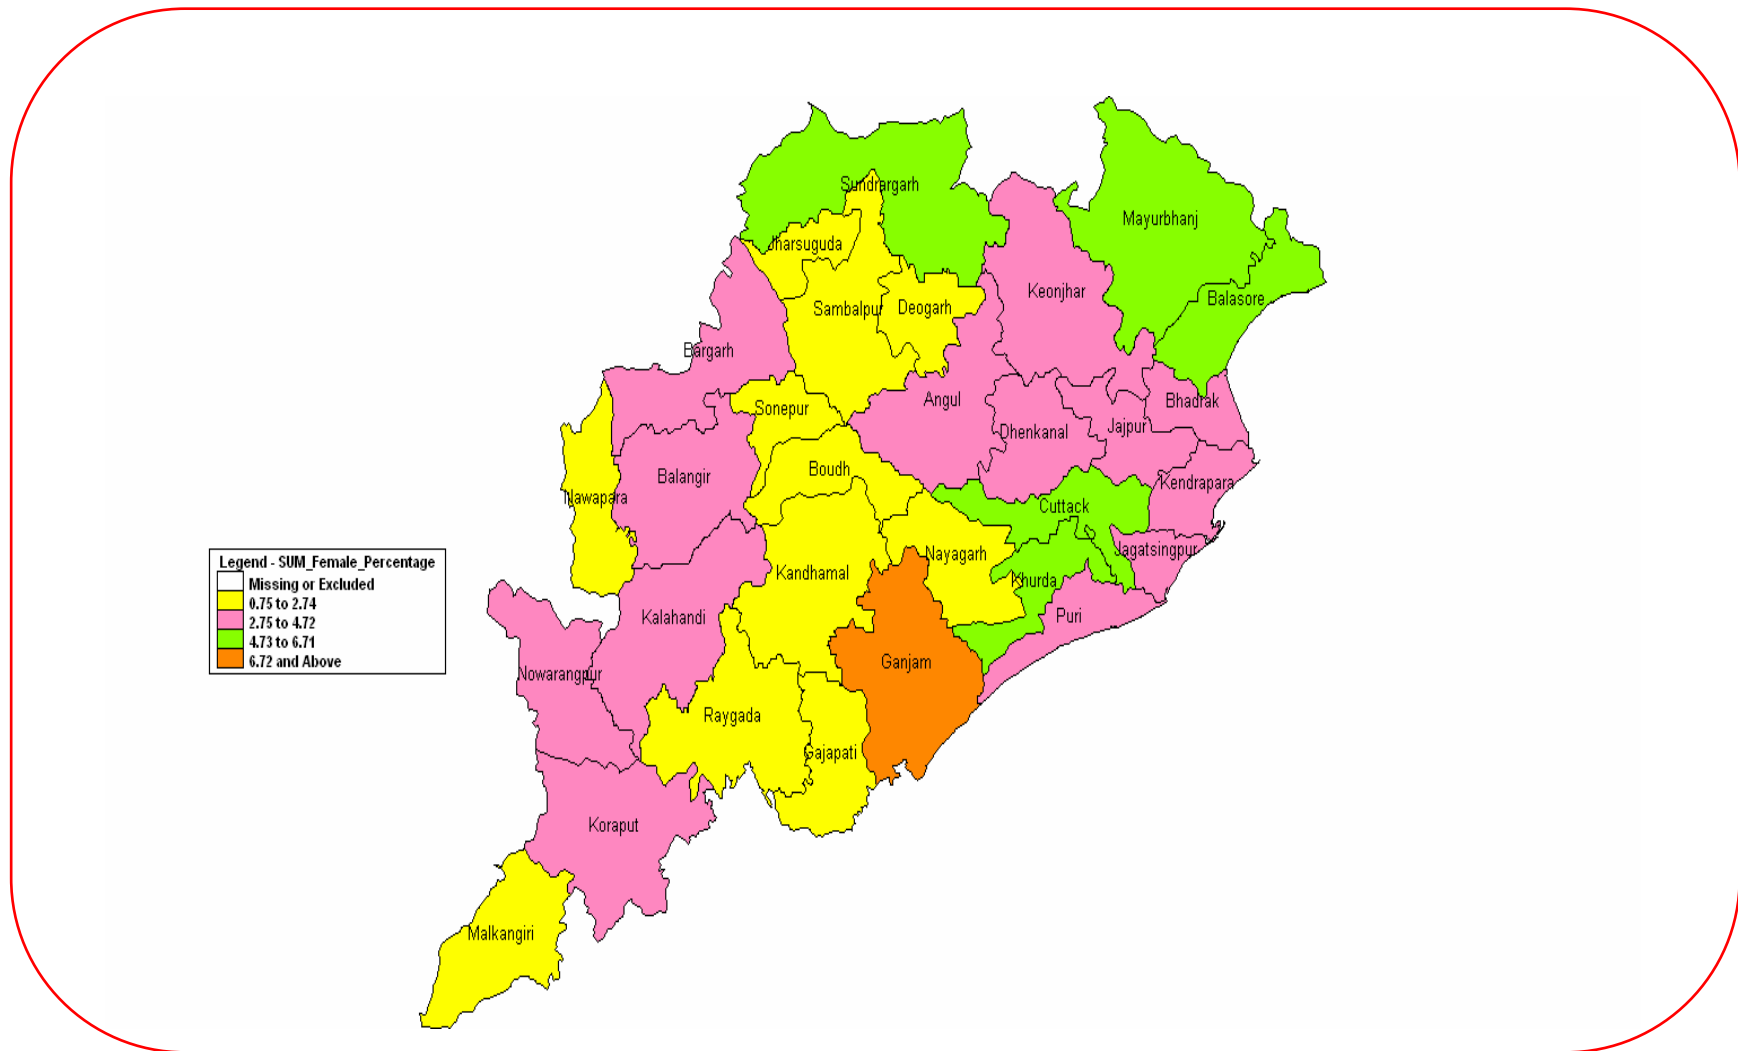 Sundrargarh
Mayurbhanj
Jharsuguda
Keonjhar
Balasore
Sambalpur
Deogarh
Bargarh
Angul
Bhadrak
Sonepur
Jajpur
Dhenkanal
Boudh
Balangir
Kendrapara
Nawapara
Cuttack
Jagatsingpur
Nayagarh
Legend - SUM_Female_Percentage
Missing or Excluded
0.75 to 2.74
2.75 to 4.72
4.73 to 6.71
6.72 and Above
Kandhamal
Khurda
Kalahandi
Puri
Ganjam
Nowarangpur
Raygada
Gajapati
Koraput
Malkangiri